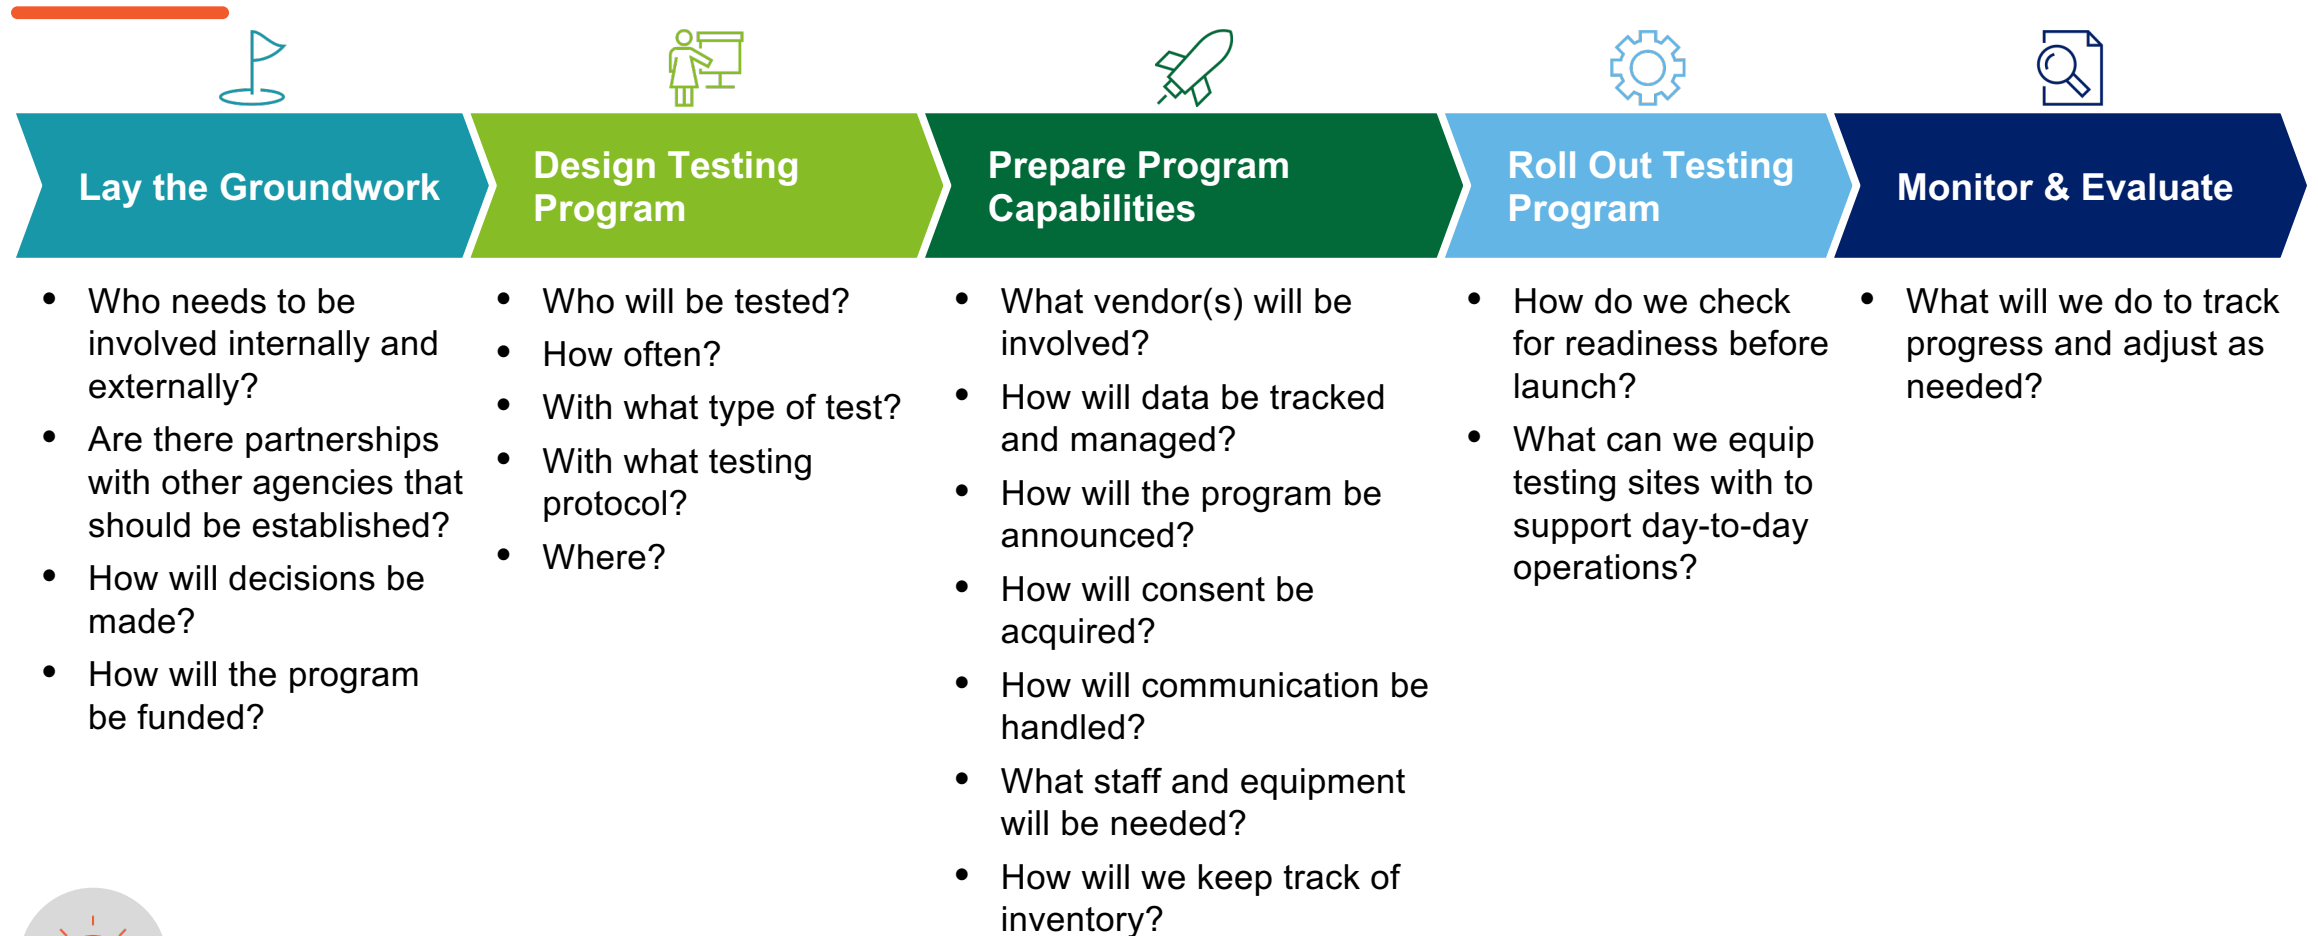 Lay the Groundwork
Design Testing
Program
Prepare Program
Capabilities
Roll Out Testing
Program
Monitor & Evaluate
• Who needs to be
involved internally and
externally?
• Are there partnerships
with other agencies that
should be established?
• How will decisions be
made?
• How will the program
be funded?
• Who will be tested?
• How often?
• With what type of test?
• With what testing
protocol?
• Where?
• What vendor(s) will be
involved?
• How will data be tracked
and managed?
• How will the program be
announced?
• How will consent be
acquired?
• How will communication be
handled?
• What staff and equipment
will be needed?
• How will we keep track of
inventory?
• How do we check
for readiness before
launch?
• What can we equip
testing sites with to
support day-to-day
operations?
• What will we do to track
progress and adjust as
needed?